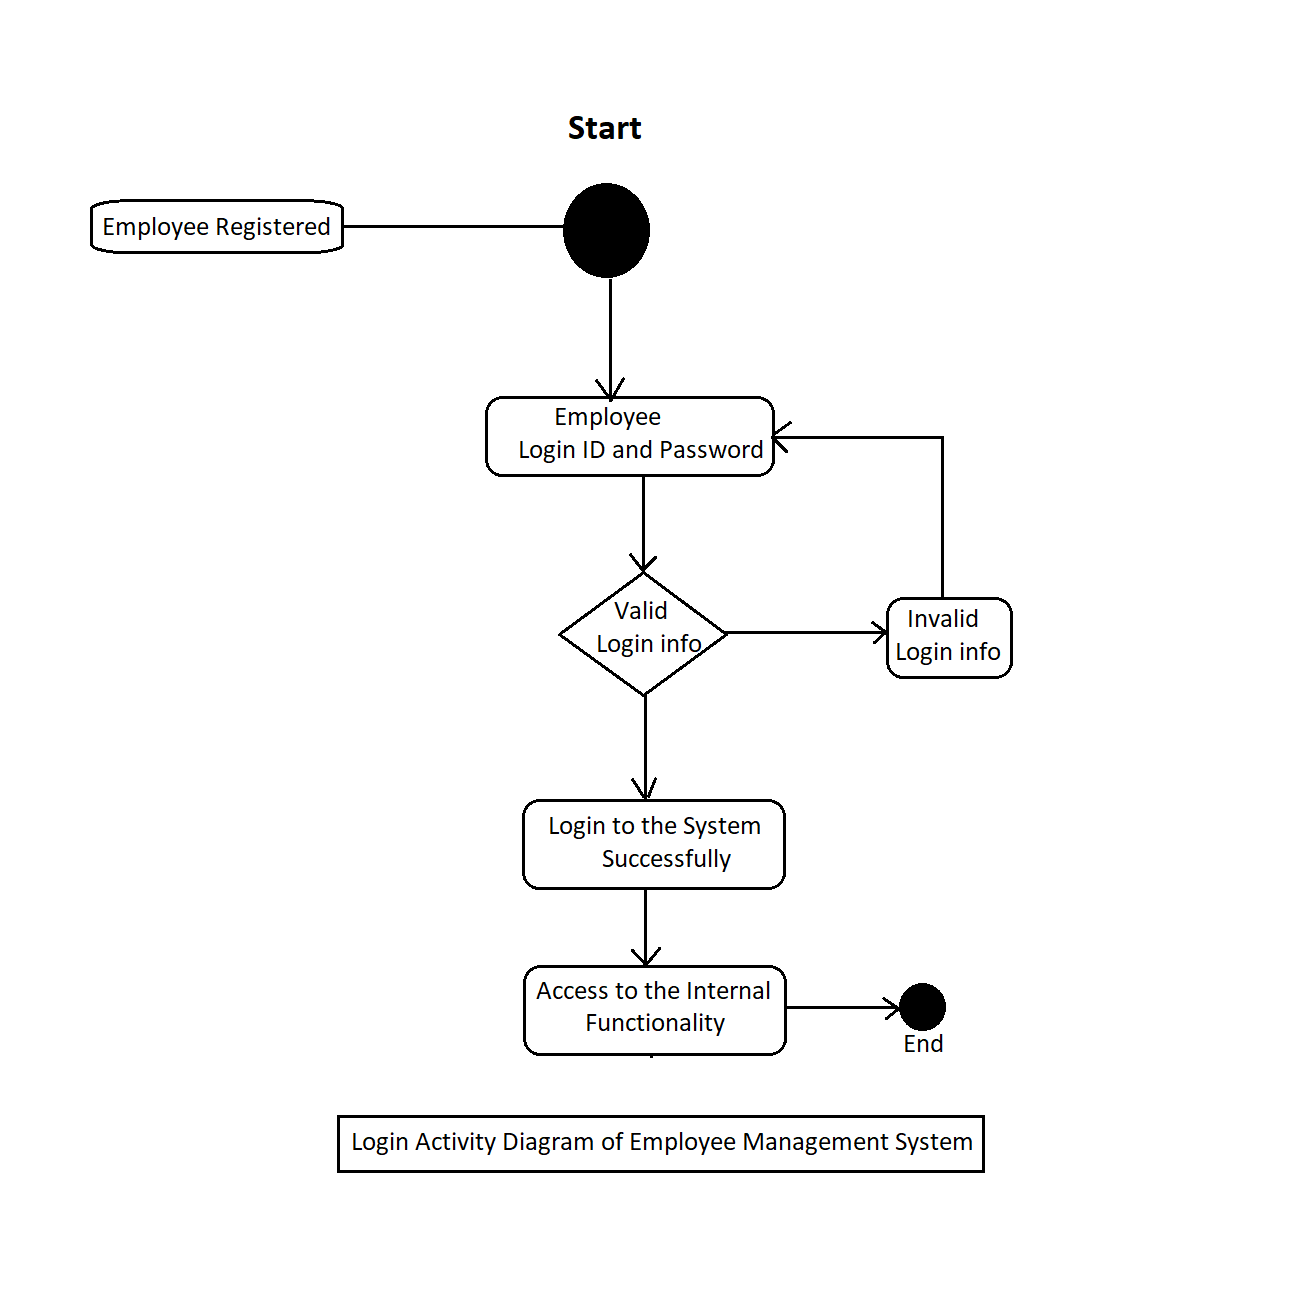 Start
Employee Registered
Employee
Login ID and Password
Valid
Login info
Invalid
Login info
Login to the System
Successfully
Access to the Internal
Functionality
End
Login Activity Diagram of Employee Management System